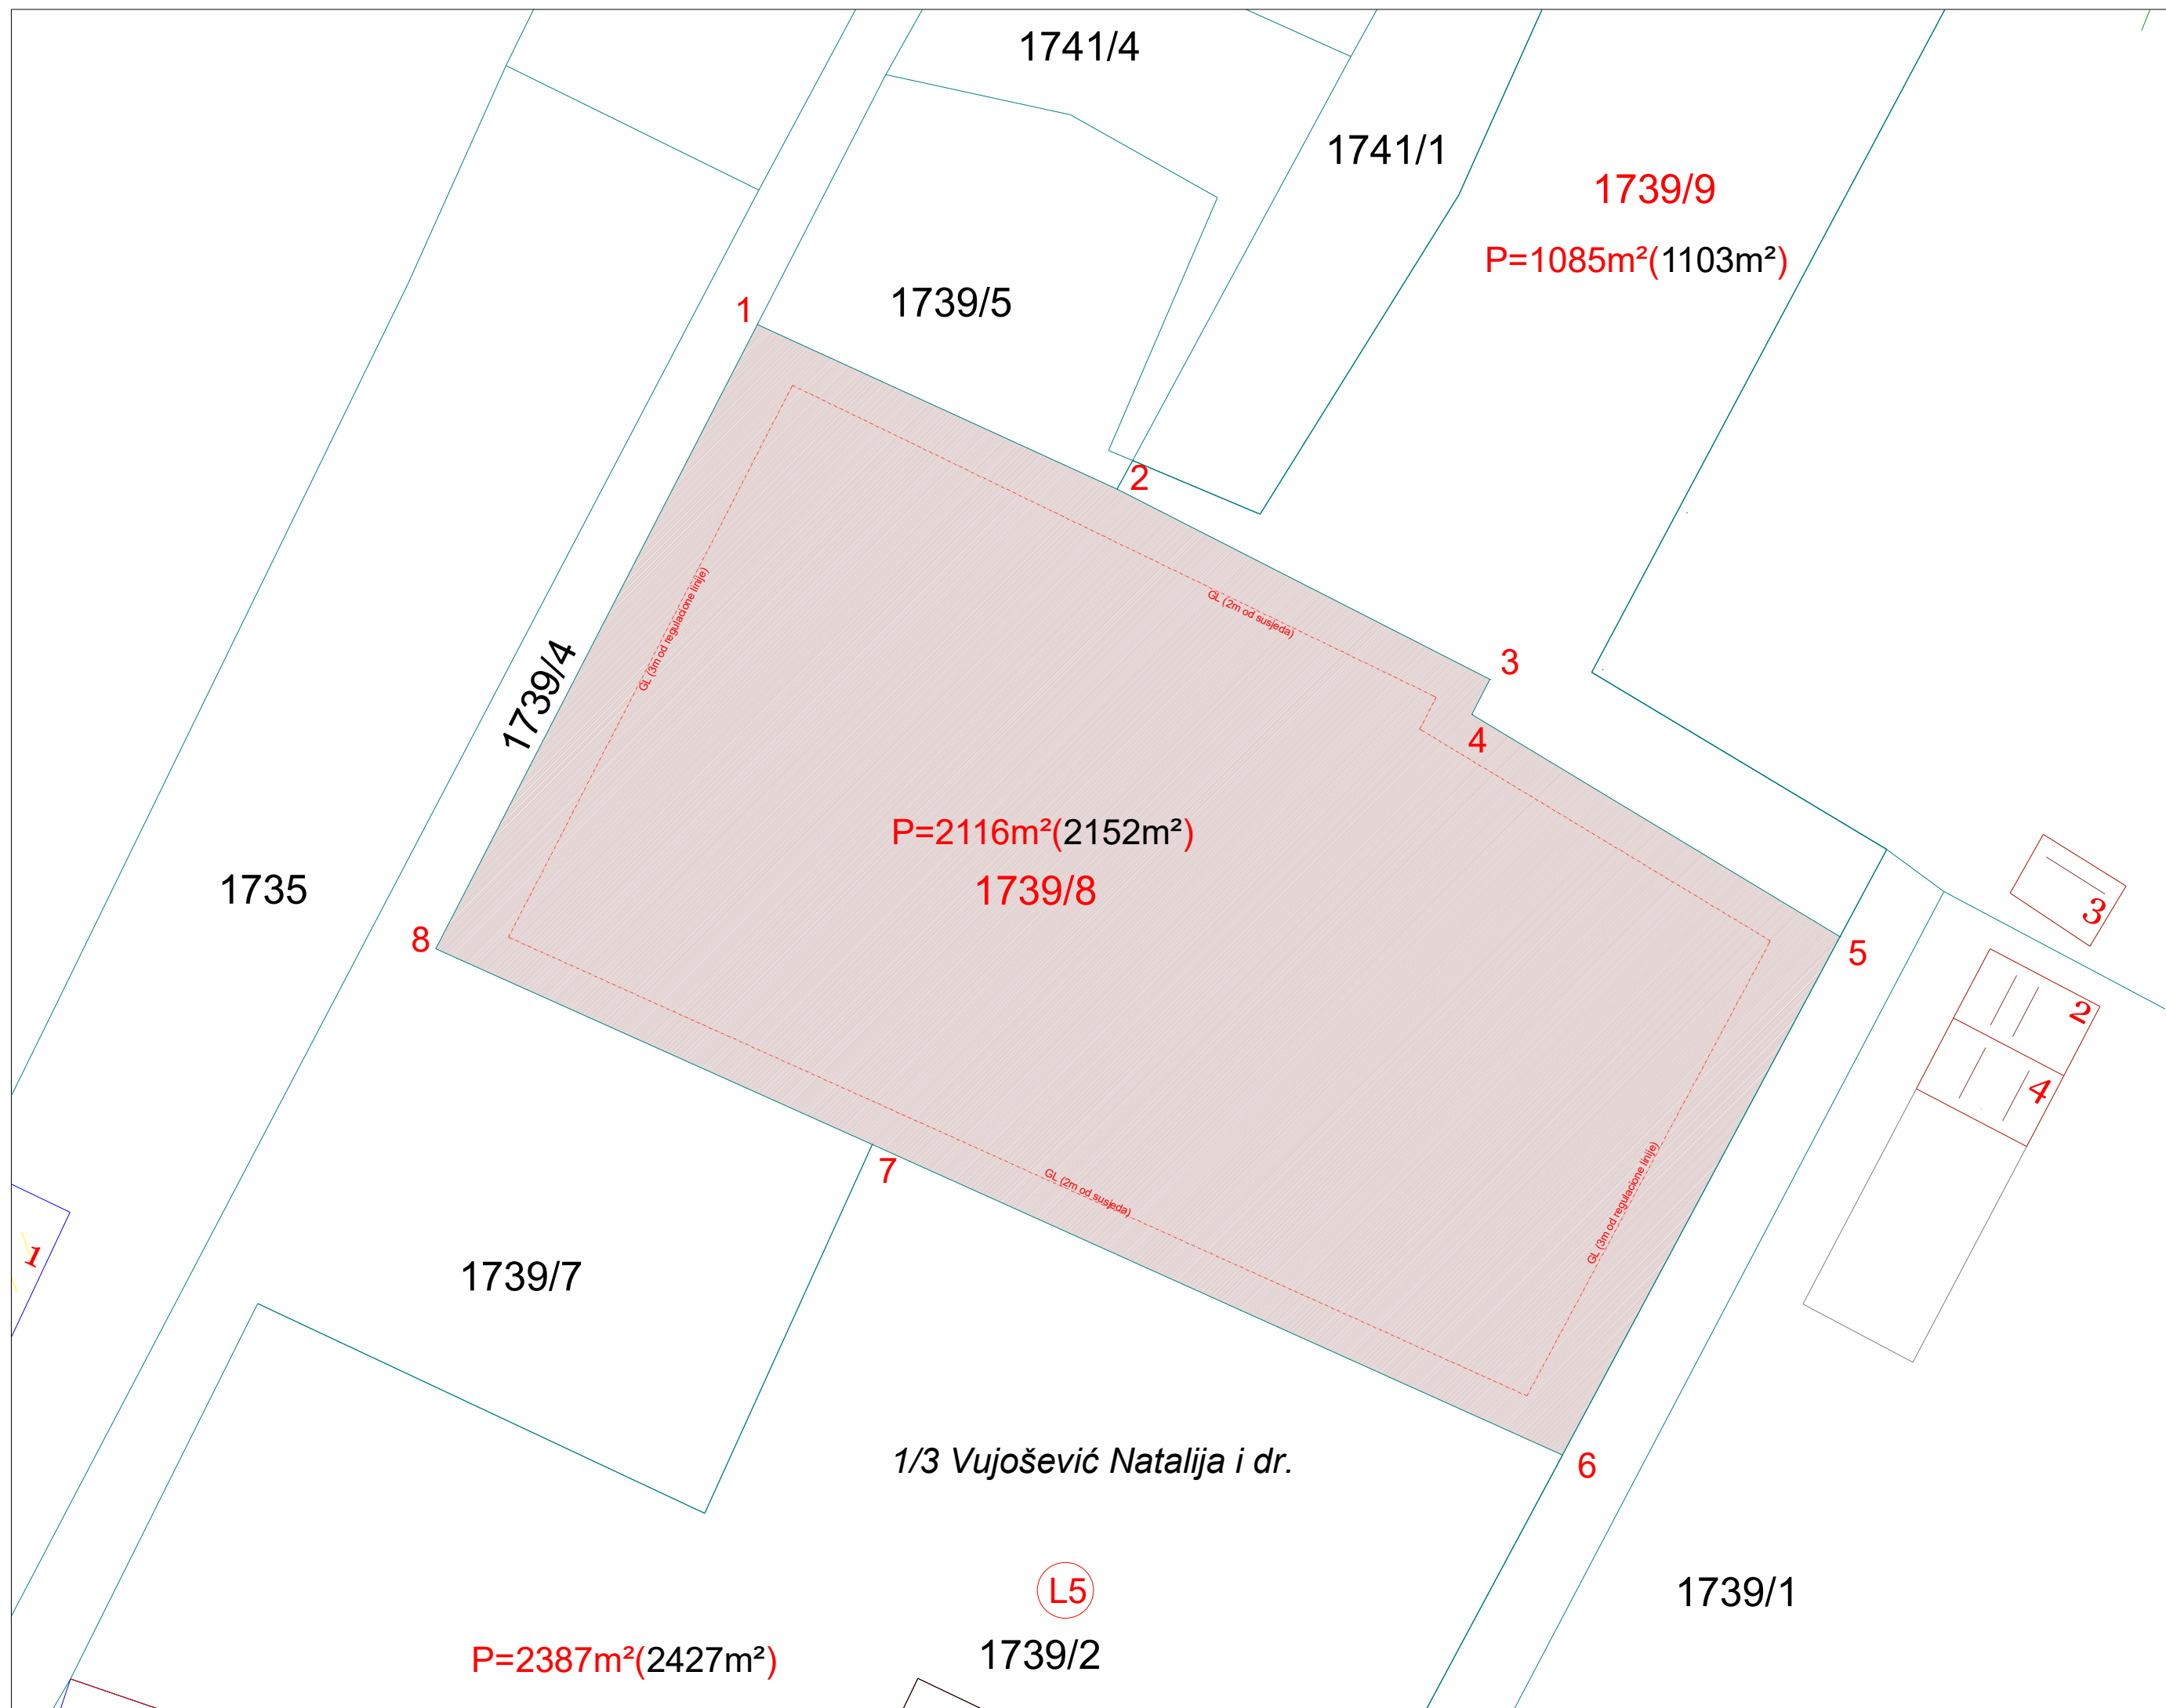 1741/4
1741/1
1739/9
P=1085m²(1103m²)
1739/5
1
2
GL (2m od susjeda)
GL (3m od regulacione linije)
3
4
1739/4
P=2116m²(2152m²)
1739/8
1735
8
5
3
2
4
7
GL (2m od susjeda)
GL (3m od regulacione linije)
1
1739/7
1/3 Vujošević Natalija i dr.
6
L5
1739/1
1739/2
P=2387m²(2427m²)